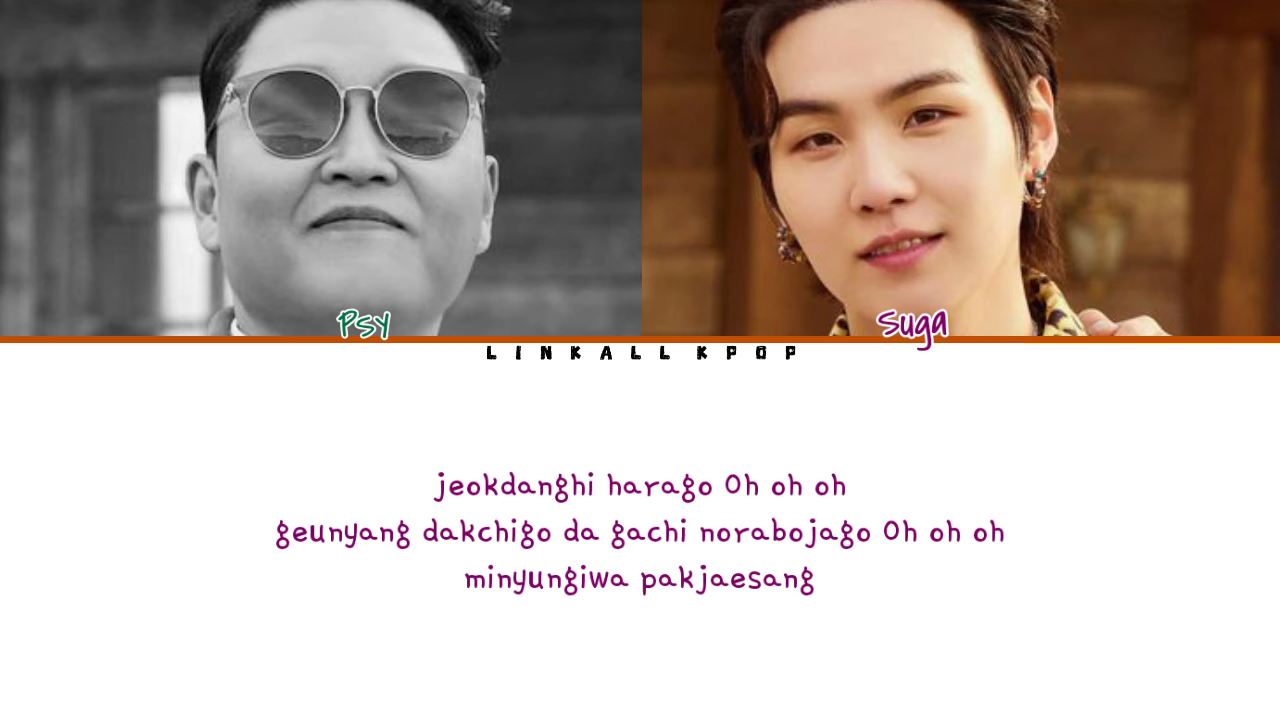 Psy
Suga
LINKALL KPOP
jeokdanghi harago Oh oh oh
geunyang dakchigo da gachi norabojago Oh oh oh
minyungiwa pakjaesang